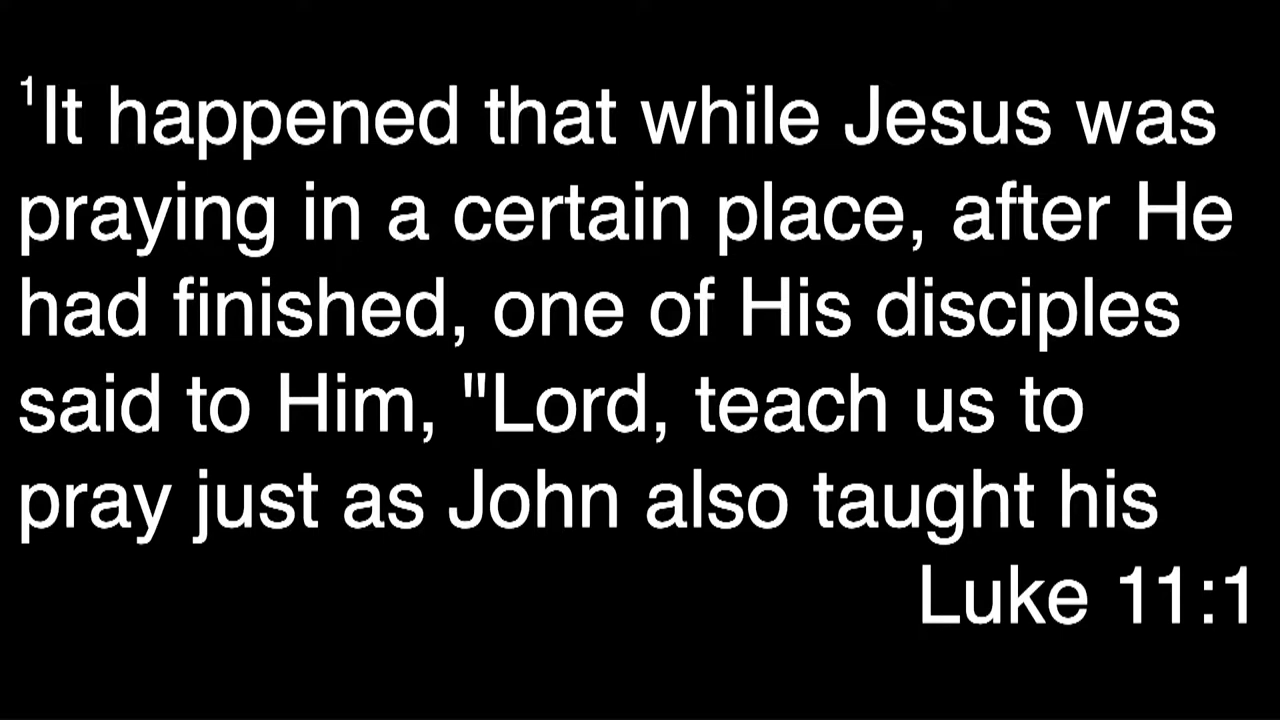 ¹It happened that while Jesus was
praying in a certain place, after He
had finished, one of His disciples
said to Him, "Lord, teach us to
pray just as John also taught his
Luke 11:1